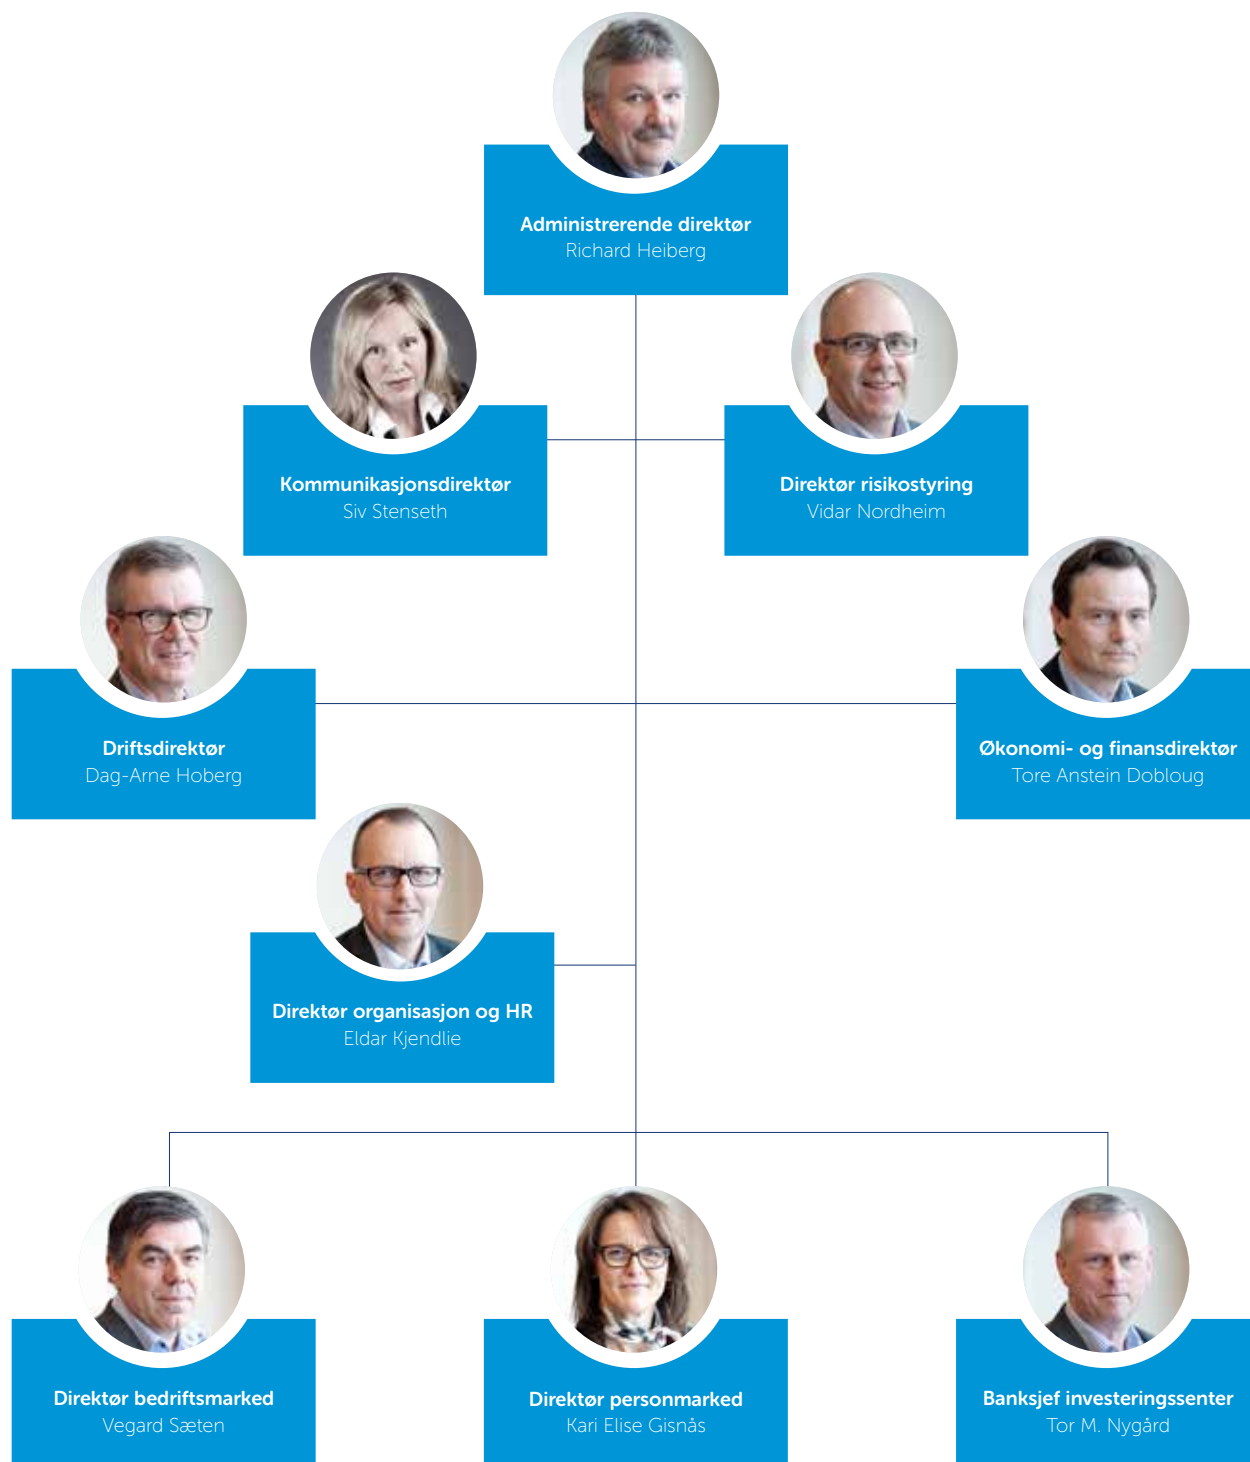 Administrerende direktør
Richard Heiberg
Kommunikasjonsdirektør
Siv Stenseth
Direktør risikostyring
Vidar Nordheim
Driftsdirektør
Dag-Arne Hoberg
Økonomi- og finansdirektør
Tore Anstein Dobloug
Direktør organisasjon og HR
Eldar Kjendlie
Direktør bedriftsmarked
Vegard Sæten
Direktør personmarked
Kari Elise Gisnås
Banksjef investeringssenter
Tor M. Nygård